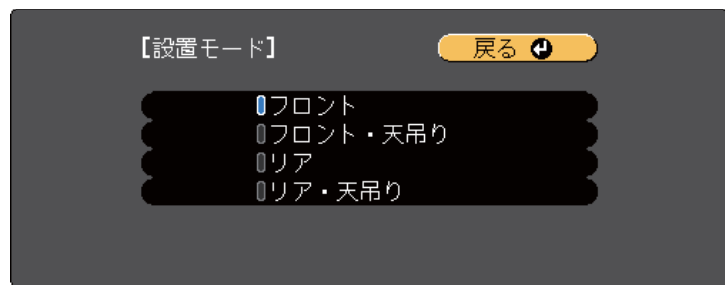 【設置モード】
戻る
フロント
フロント・天吊り
リア
リア・天吊り